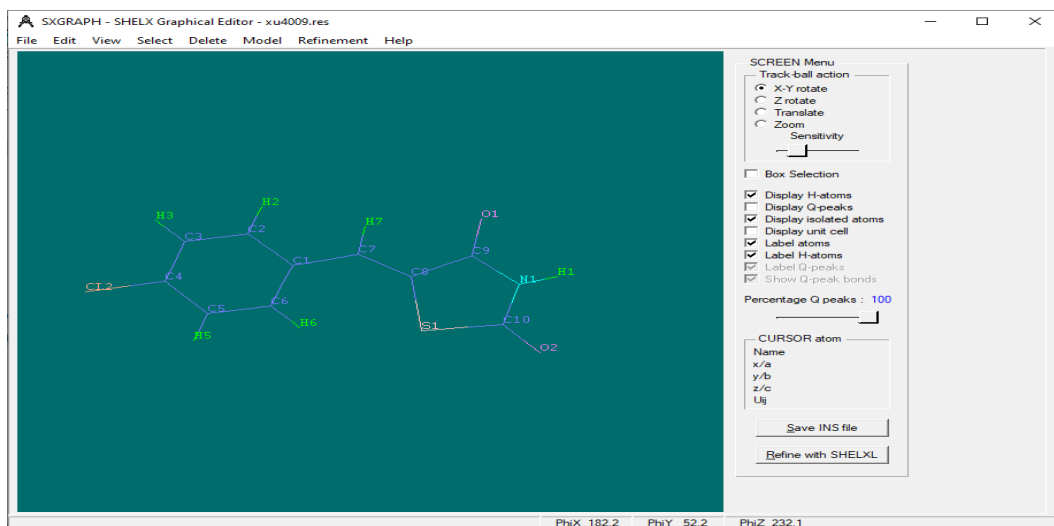 SXGRAPH - SHELX Graphical Editor - xu4009.res
File Edit View Select Delete Model Refinement Help
SCREEN Menu
Track-ball action
X-Y rotate
Z rotate
Translate
Zoom
Sensitivity
Box Selection
Display H-atoms
Display Q-peaks
Display isolated atoms
Display unit cell
Label atoms
Label H-atoms
Label Q-peaks
Show Q-peak bonds
Percentage Q peaks : 100
CURSOR atom
Name
x/a
y/b
z/c
Uij
Save INS file
Refine with SHELXL
H2
H3
O1
H7
C2
C3
C7
C9
C1
C8
N1
H1
C4
CL2
C6
C5
H6
S1
C10
H5
O2
PhiX 182.2 PhiY 52.2 PhiZ 232.1